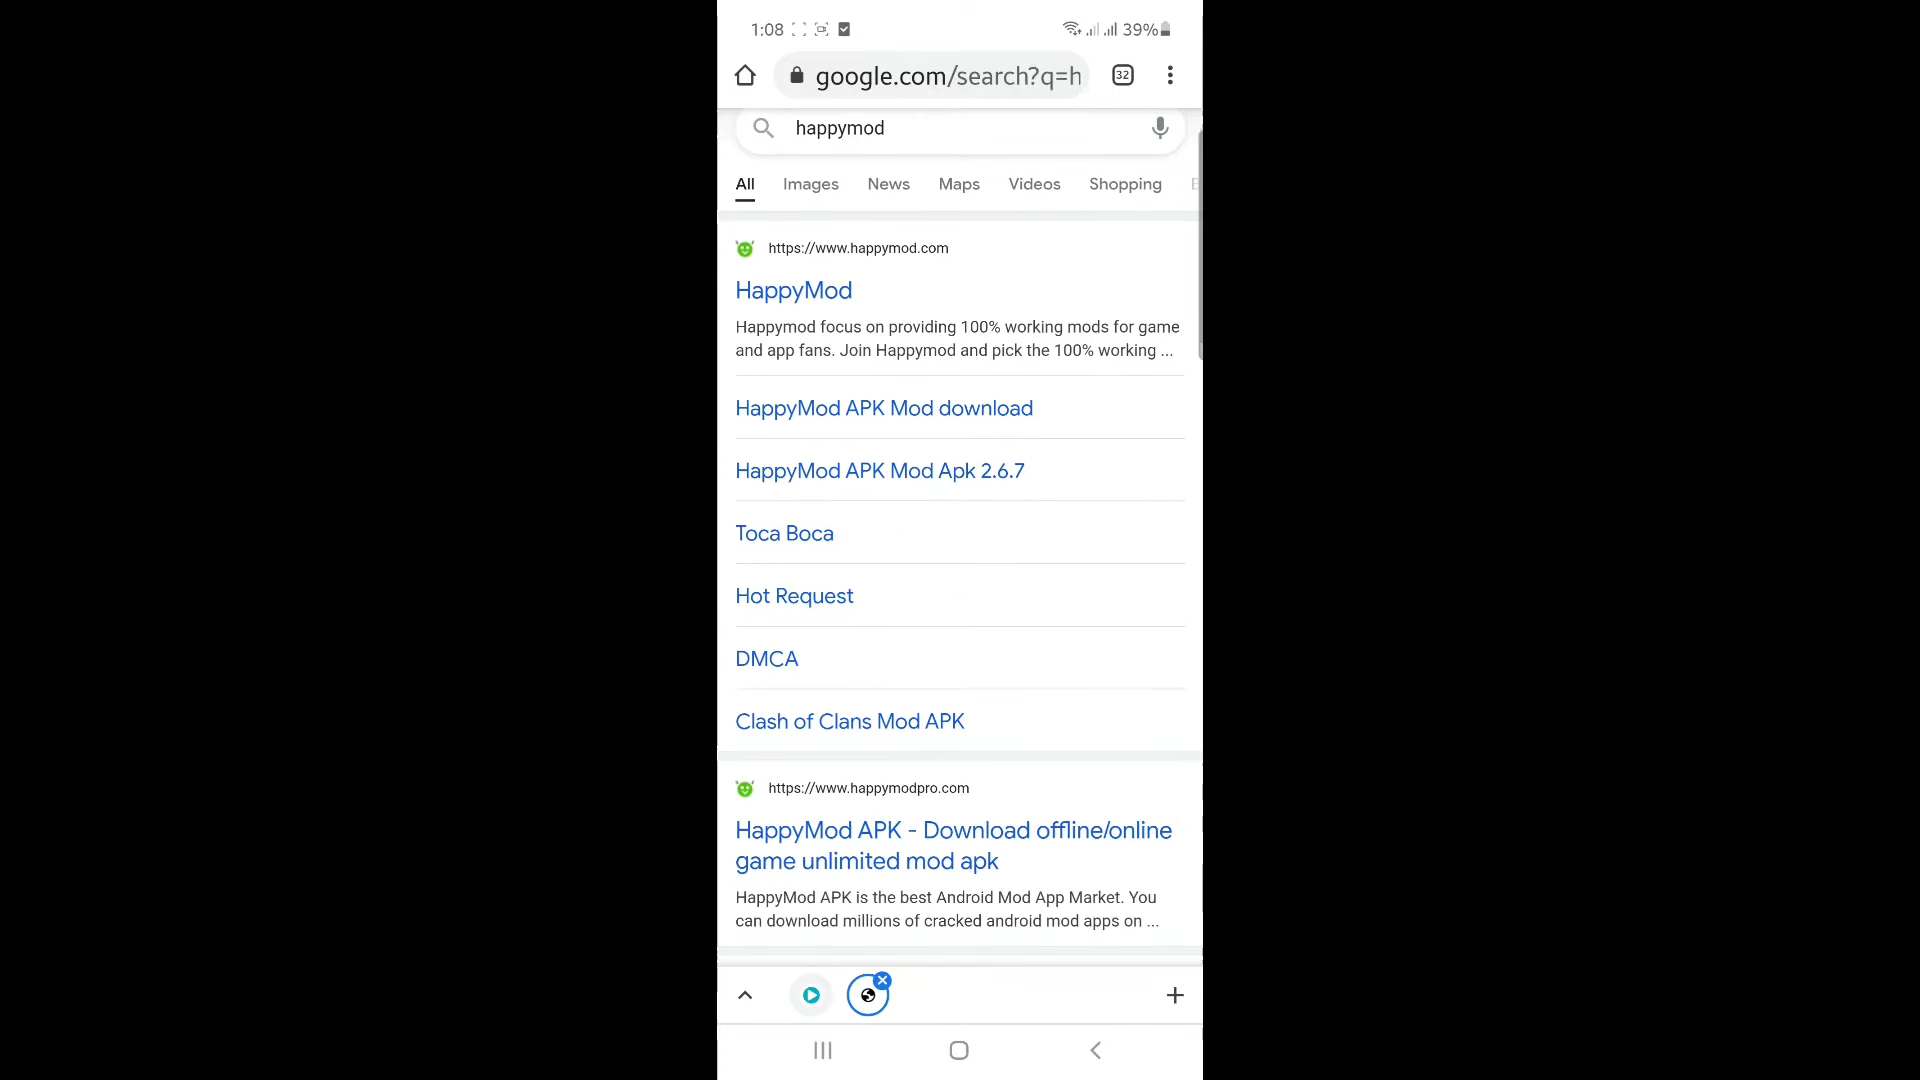 1:08
39%
google.com/search?q=h
32
happymod
All Images News Maps Videos Shopping
https://www.happymod.com
HappyMod
Happymod focus on providing 100% working mods for game
and app fans. Join Happymod and pick the 100% working ...
HappyMod APK Mod download
HappyMod APK Mod Apk 2.6.7
Toca Boca
Hot Request
DMCA
Clash of Clans Mod APK
https://www.happymodpro.com
HappyMod APK - Download offline/online
game unlimited mod apk
HappyMod APK is the best Android Mod App Market. You
can download millions of cracked android mod apps on ...